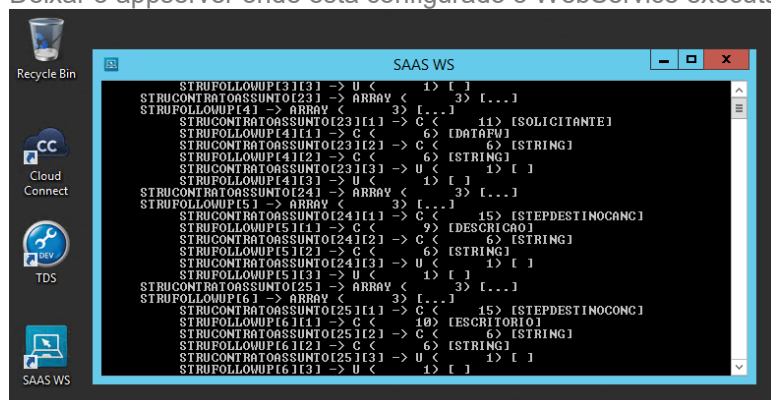 Deixar o appserver onde está configurado o WebService executa
Recycle Bin
Cloud
Connect
TDS
SAAS WS
SAAS WS
STRUFOLLOWUP[3][3] -> U (      1) [ ]
STRUCONTRATOASSUNTO[23] -> ARRAY (      3) [...]
STRUFOLLOWUP[4] -> ARRAY (      3) [...]
STRUCONTRATOASSUNTO[23][1] -> C (      11) [SOLICITANTE]
STRUFOLLOWUP[4][1] -> C (      6) [DATAFW]
STRUCONTRATOASSUNTO[23][2] -> C (      6) [STRING]
STRUFOLLOWUP[4][2] -> C (      6) [STRING]
STRUCONTRATOASSUNTO[23][3] -> U (      1) [ ]
STRUFOLLOWUP[4][3] -> U (      1) [ ]
STRUCONTRATOASSUNTO[24] -> ARRAY (      3) [...]
STRUFOLLOWUP[5] -> ARRAY (      3) [...]
STRUCONTRATOASSUNTO[24][1] -> C (      15) [STEPDESTINOCANC]
STRUFOLLOWUP[5][1] -> C (      9) [DESCRICAO]
STRUCONTRATOASSUNTO[24][2] -> C (      6) [STRING]
STRUFOLLOWUP[5][2] -> C (      6) [STRING]
STRUCONTRATOASSUNTO[24][3] -> U (      1) [ ]
STRUFOLLOWUP[5][3] -> U (      1) [ ]
STRUCONTRATOASSUNTO[25] -> ARRAY (      3) [...]
STRUFOLLOWUP[6] -> ARRAY (      3) [...]
STRUCONTRATOASSUNTO[25][1] -> C (      15) [STEPDESTINOCONC]
STRUFOLLOWUP[6][1] -> C (      10) [ESCRITORIO]
STRUCONTRATOASSUNTO[25][2] -> C (      6) [STRING]
STRUFOLLOWUP[6][2] -> C (      6) [STRING]
STRUCONTRATOASSUNTO[25][3] -> U (      1) [ ]
STRUFOLLOWUP[6][3] -> U (      1) [ ]